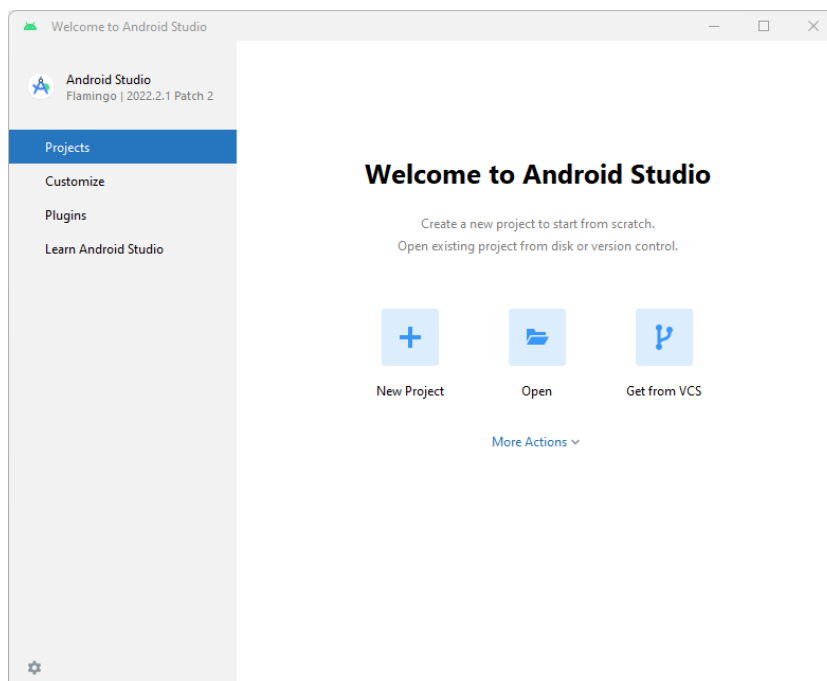 Welcome to Android Studio
Android Studio
Flamingo | 2022.2.1 Patch 2
Projects
Customize
Plugins
Learn Android Studio
Welcome to Android Studio
Create a new project to start from scratch.
Open existing project from disk or version control.
New Project
Open
Get from VCS
More Actions